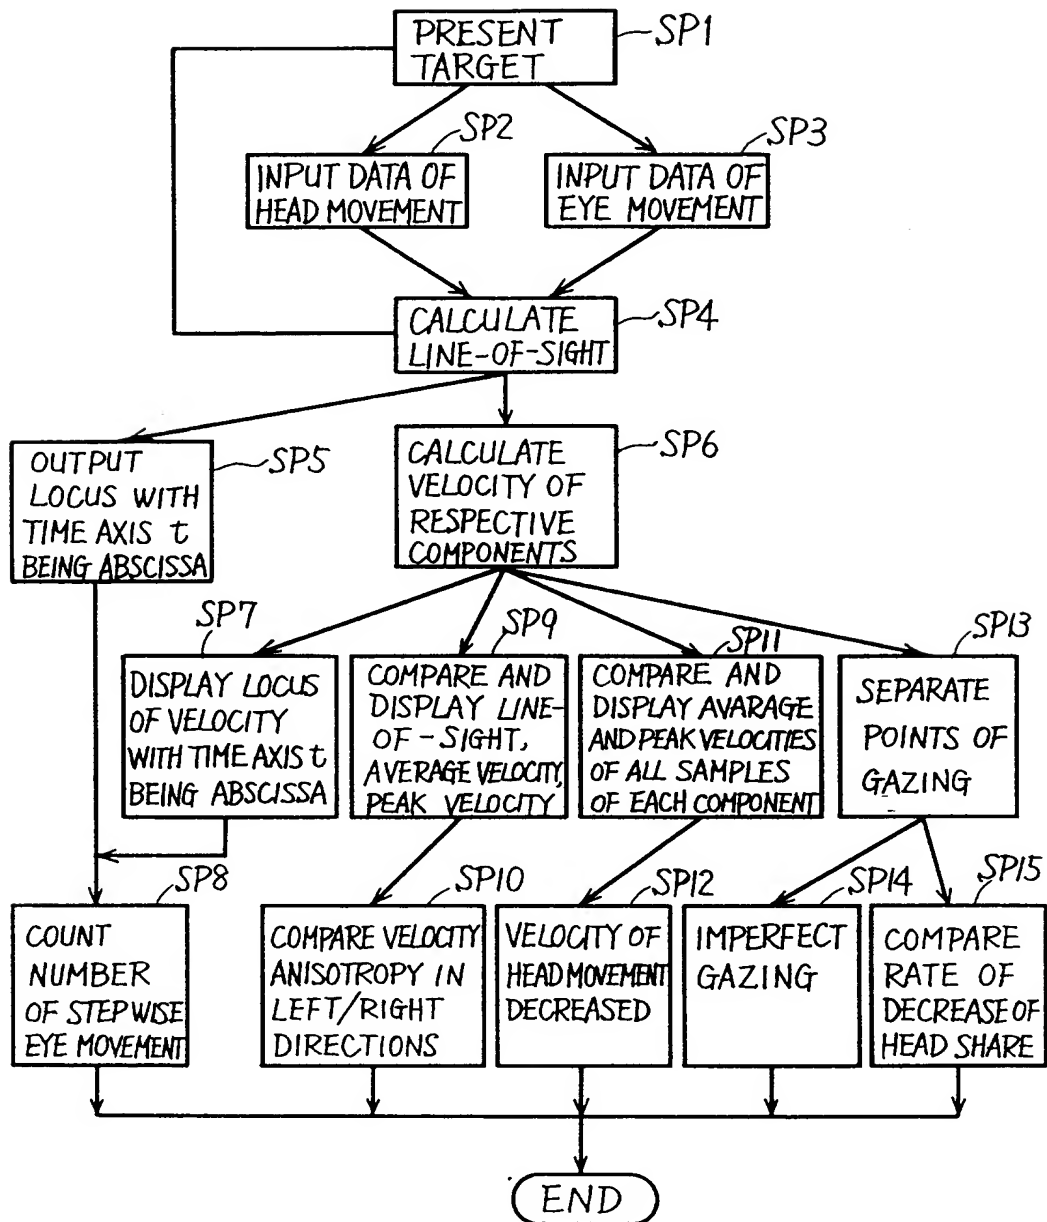 PRESENT
TARGET
SP1
SP2
SP3
INPUT DATA OF
HEAD MOVEMENT
INPUT DATA OF
EYE MOVEMENT
CALCULATE
LINE-OF-SIGHT
SP4
OUTPUT
LOCUS WITH
TIME AXIS t
BEING ABSCISSA
SP5
CALCULATE
VELOCITY OF
RESPECTIVE
COMPONENTS
SP6
SP7
DISPLAY LOCUS
OF VELOCITY
WITH TIME AXIS t
BEING ABSCISSA
SP9
COMPARE AND
DISPLAY LINE-
OF-SIGHT,
AVERAGE VELOCITY,
PEAK VELOCITY
SP11
COMPARE AND
DISPLAY AVARAGE
AND PEAK VELOCITIES
OF ALL SAMPLES
OF EACH COMPONENT
SP13
SEPARATE
POINTS OF
GAZING
SP8
COUNT
NUMBER
OF STEPWISE
EYE MOVEMENT
SP10
COMPARE VELOCITY
ANISOTROPY IN
LEFT/RIGHT
DIRECTIONS
SP12
VELOCITY OF
HEAD MOVEMENT
DECREASED
SP14
IMPERFECT
GAZING
SP15
COMPARE
RATE OF
DECREASE OF
HEAD SHARE
END